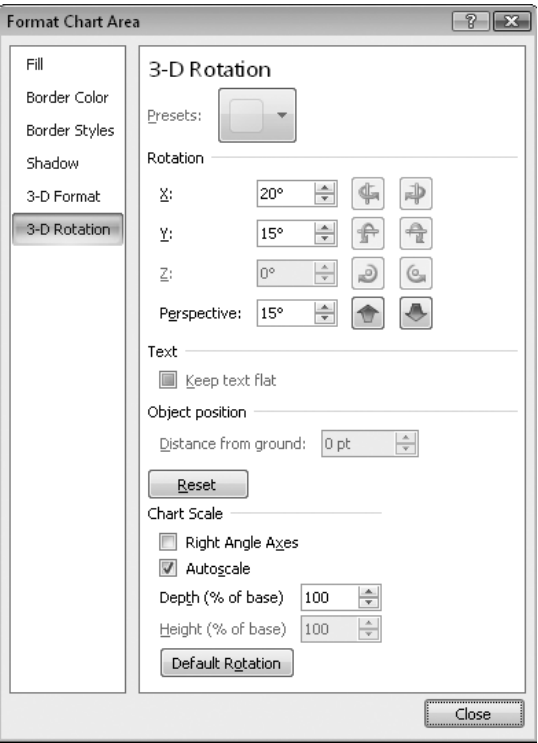 Format Chart Area
Fill
Border Color
Border Styles
Shadow
3-D Format
3-D Rotation
3-D Rotation
Presets:
Rotation
X: 20°
Y: 15°
Z: 0°
Perspective: 15°
Text
Keep text flat
Object position
Distance from ground: 0 pt
Reset
Chart Scale
Right Angle Axes
Autoscale
Depth (% of base) 100
Height (% of base) 100
Default Rotation
Close